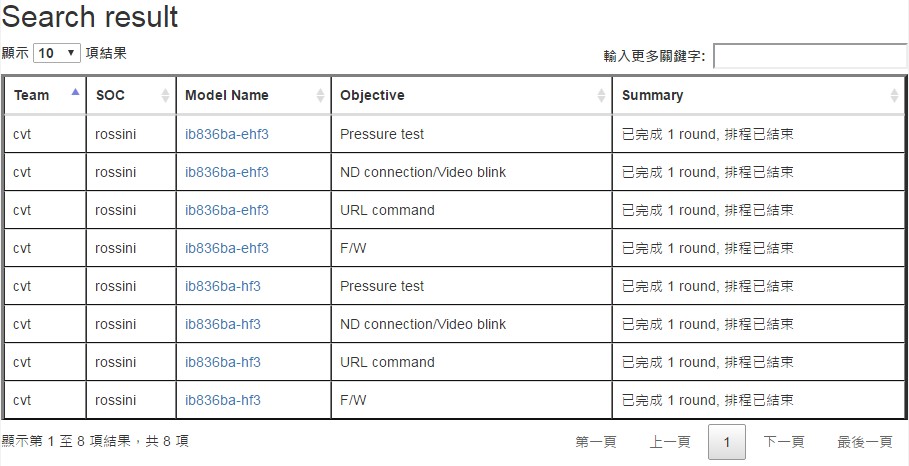 Search result
顯示 10 項結果 輸入更多關鍵字:
Team SOC Model Name Objective Summary
cvt rossini ib836ba-ehf3 Pressure test 已完成 1 round, 排程已結束
cvt rossini ib836ba-ehf3 ND connection/Video blink 已完成 1 round, 排程已結束
cvt rossini ib836ba-ehf3 URL command 已完成 1 round, 排程已結束
cvt rossini ib836ba-ehf3 F/W 已完成 1 round, 排程已結束
cvt rossini ib836ba-hf3 Pressure test 已完成 1 round, 排程已結束
cvt rossini ib836ba-hf3 ND connection/Video blink 已完成 1 round, 排程已結束
cvt rossini ib836ba-hf3 URL command 已完成 1 round, 排程已結束
cvt rossini ib836ba-hf3 F/W 已完成 1 round, 排程已結束
顯示第 1 至 8 項結果，共 8 項 第一頁 上一頁 1 下一頁 最後一頁